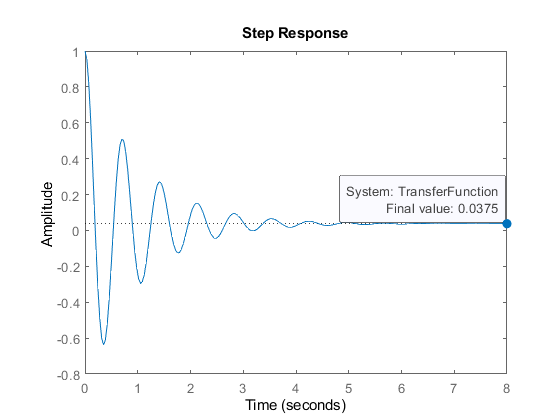 Step Response
1
0.8
0.6
0.4
0.2
0
-0.2
-0.4
-0.6
-0.8
Amplitude
System: TransferFunction
Final value: 0.0375
0 1 2 3 4 5 6 7 8
Time (seconds)